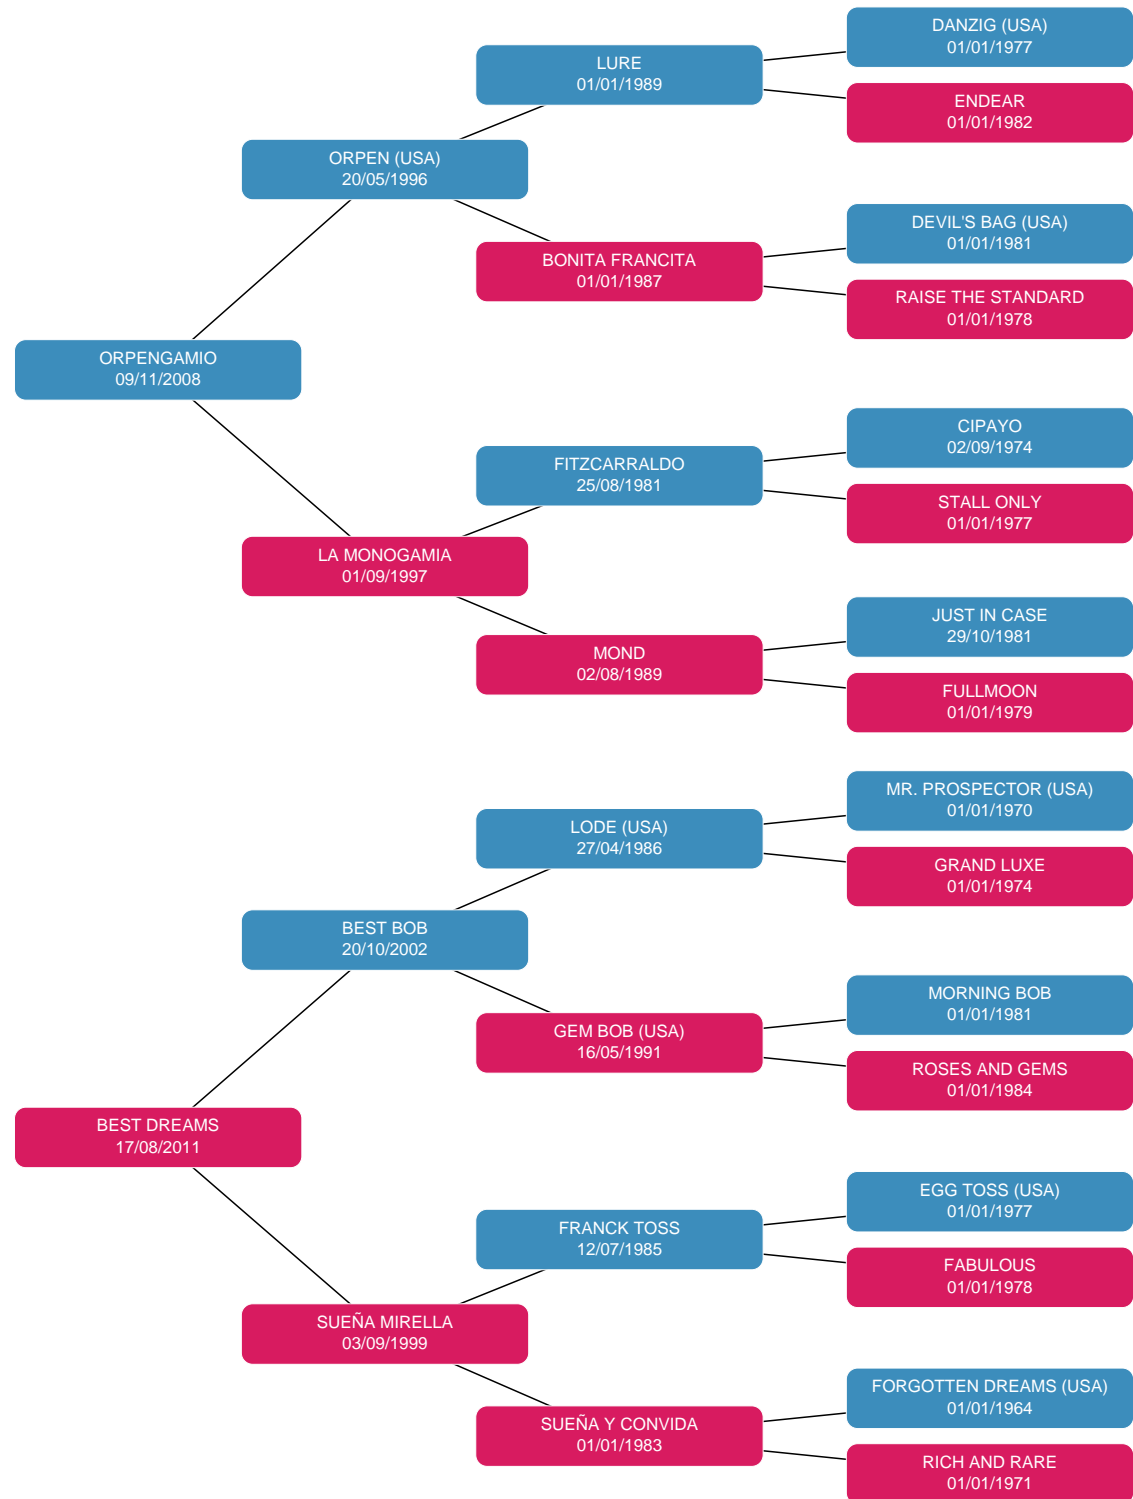 DANZIG (USA)
01/01/1977
LURE
01/01/1989
ENDEAR
01/01/1982
ORPEN (USA)
20/05/1996
DEVIL'S BAG (USA)
01/01/1981
BONITA FRANCITA
01/01/1987
RAISE THE STANDARD
01/01/1978
ORPENGAMIO
09/11/2008
CIPAYO
02/09/1974
FITZCARRALDO
25/08/1981
STALL ONLY
01/01/1977
LA MONOGAMIA
01/09/1997
JUST IN CASE
29/10/1981
MOND
02/08/1989
FULLMOON
01/01/1979
MR. PROSPECTOR (USA)
01/01/1970
LODE (USA)
27/04/1986
GRAND LUXE
01/01/1974
BEST BOB
20/10/2002
MORNING BOB
01/01/1981
GEM BOB (USA)
16/05/1991
ROSES AND GEMS
01/01/1984
BEST DREAMS
17/08/2011
EGG TOSS (USA)
01/01/1977
FRANCK TOSS
12/07/1985
FABULOUS
01/01/1978
SUEÑA MIRELLA
03/09/1999
FORGOTTEN DREAMS (USA)
01/01/1964
SUEÑA Y CONVIDA
01/01/1983
RICH AND RARE
01/01/1971